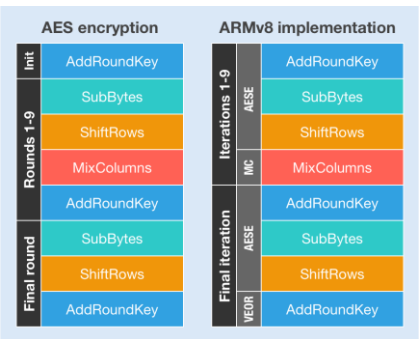 AES encryption
Init
Rounds 1-9
Final round
AddRoundKey
SubBytes
ShiftRows
MixColumns
AddRoundKey
SubBytes
ShiftRows
AddRoundKey
ARMv8 implementation
Iterations 1-9
Final iteration
AESE
MC
AESE
VEOR
AddRoundKey
SubBytes
ShiftRows
MixColumns
AddRoundKey
SubBytes
ShiftRows
AddRoundKey